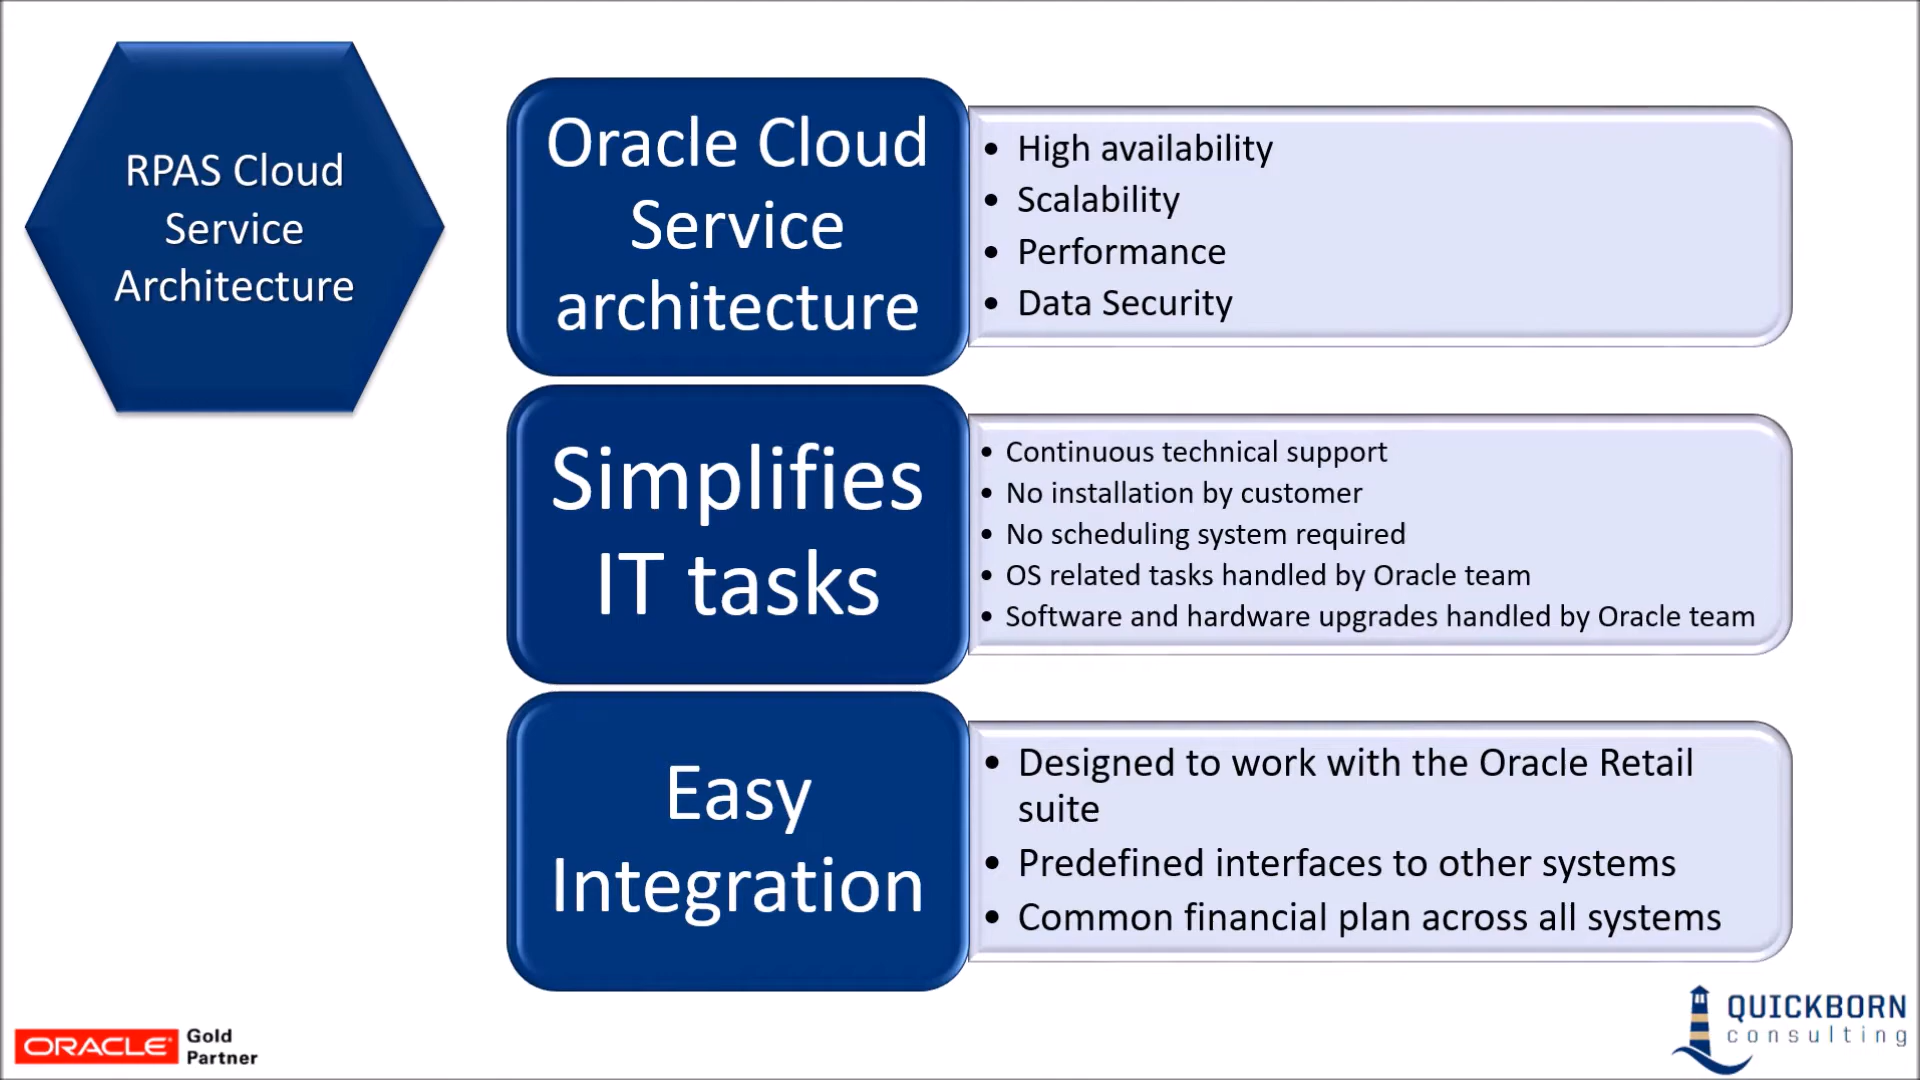 RPAS Cloud
Service
Architecture
Oracle Cloud
Service
architecture
• High availability
• Scalability
• Performance
• Data Security
Simplifies
IT tasks
• Continuous technical support
• No installation by customer
• No scheduling system required
• OS related tasks handled by Oracle team
• Software and hardware upgrades handled by Oracle team
Easy
Integration
• Designed to work with the Oracle Retail
suite
• Predefined interfaces to other systems
• Common financial plan across all systems
ORACLE®
Gold
Partner
QUICKBORN
consulting